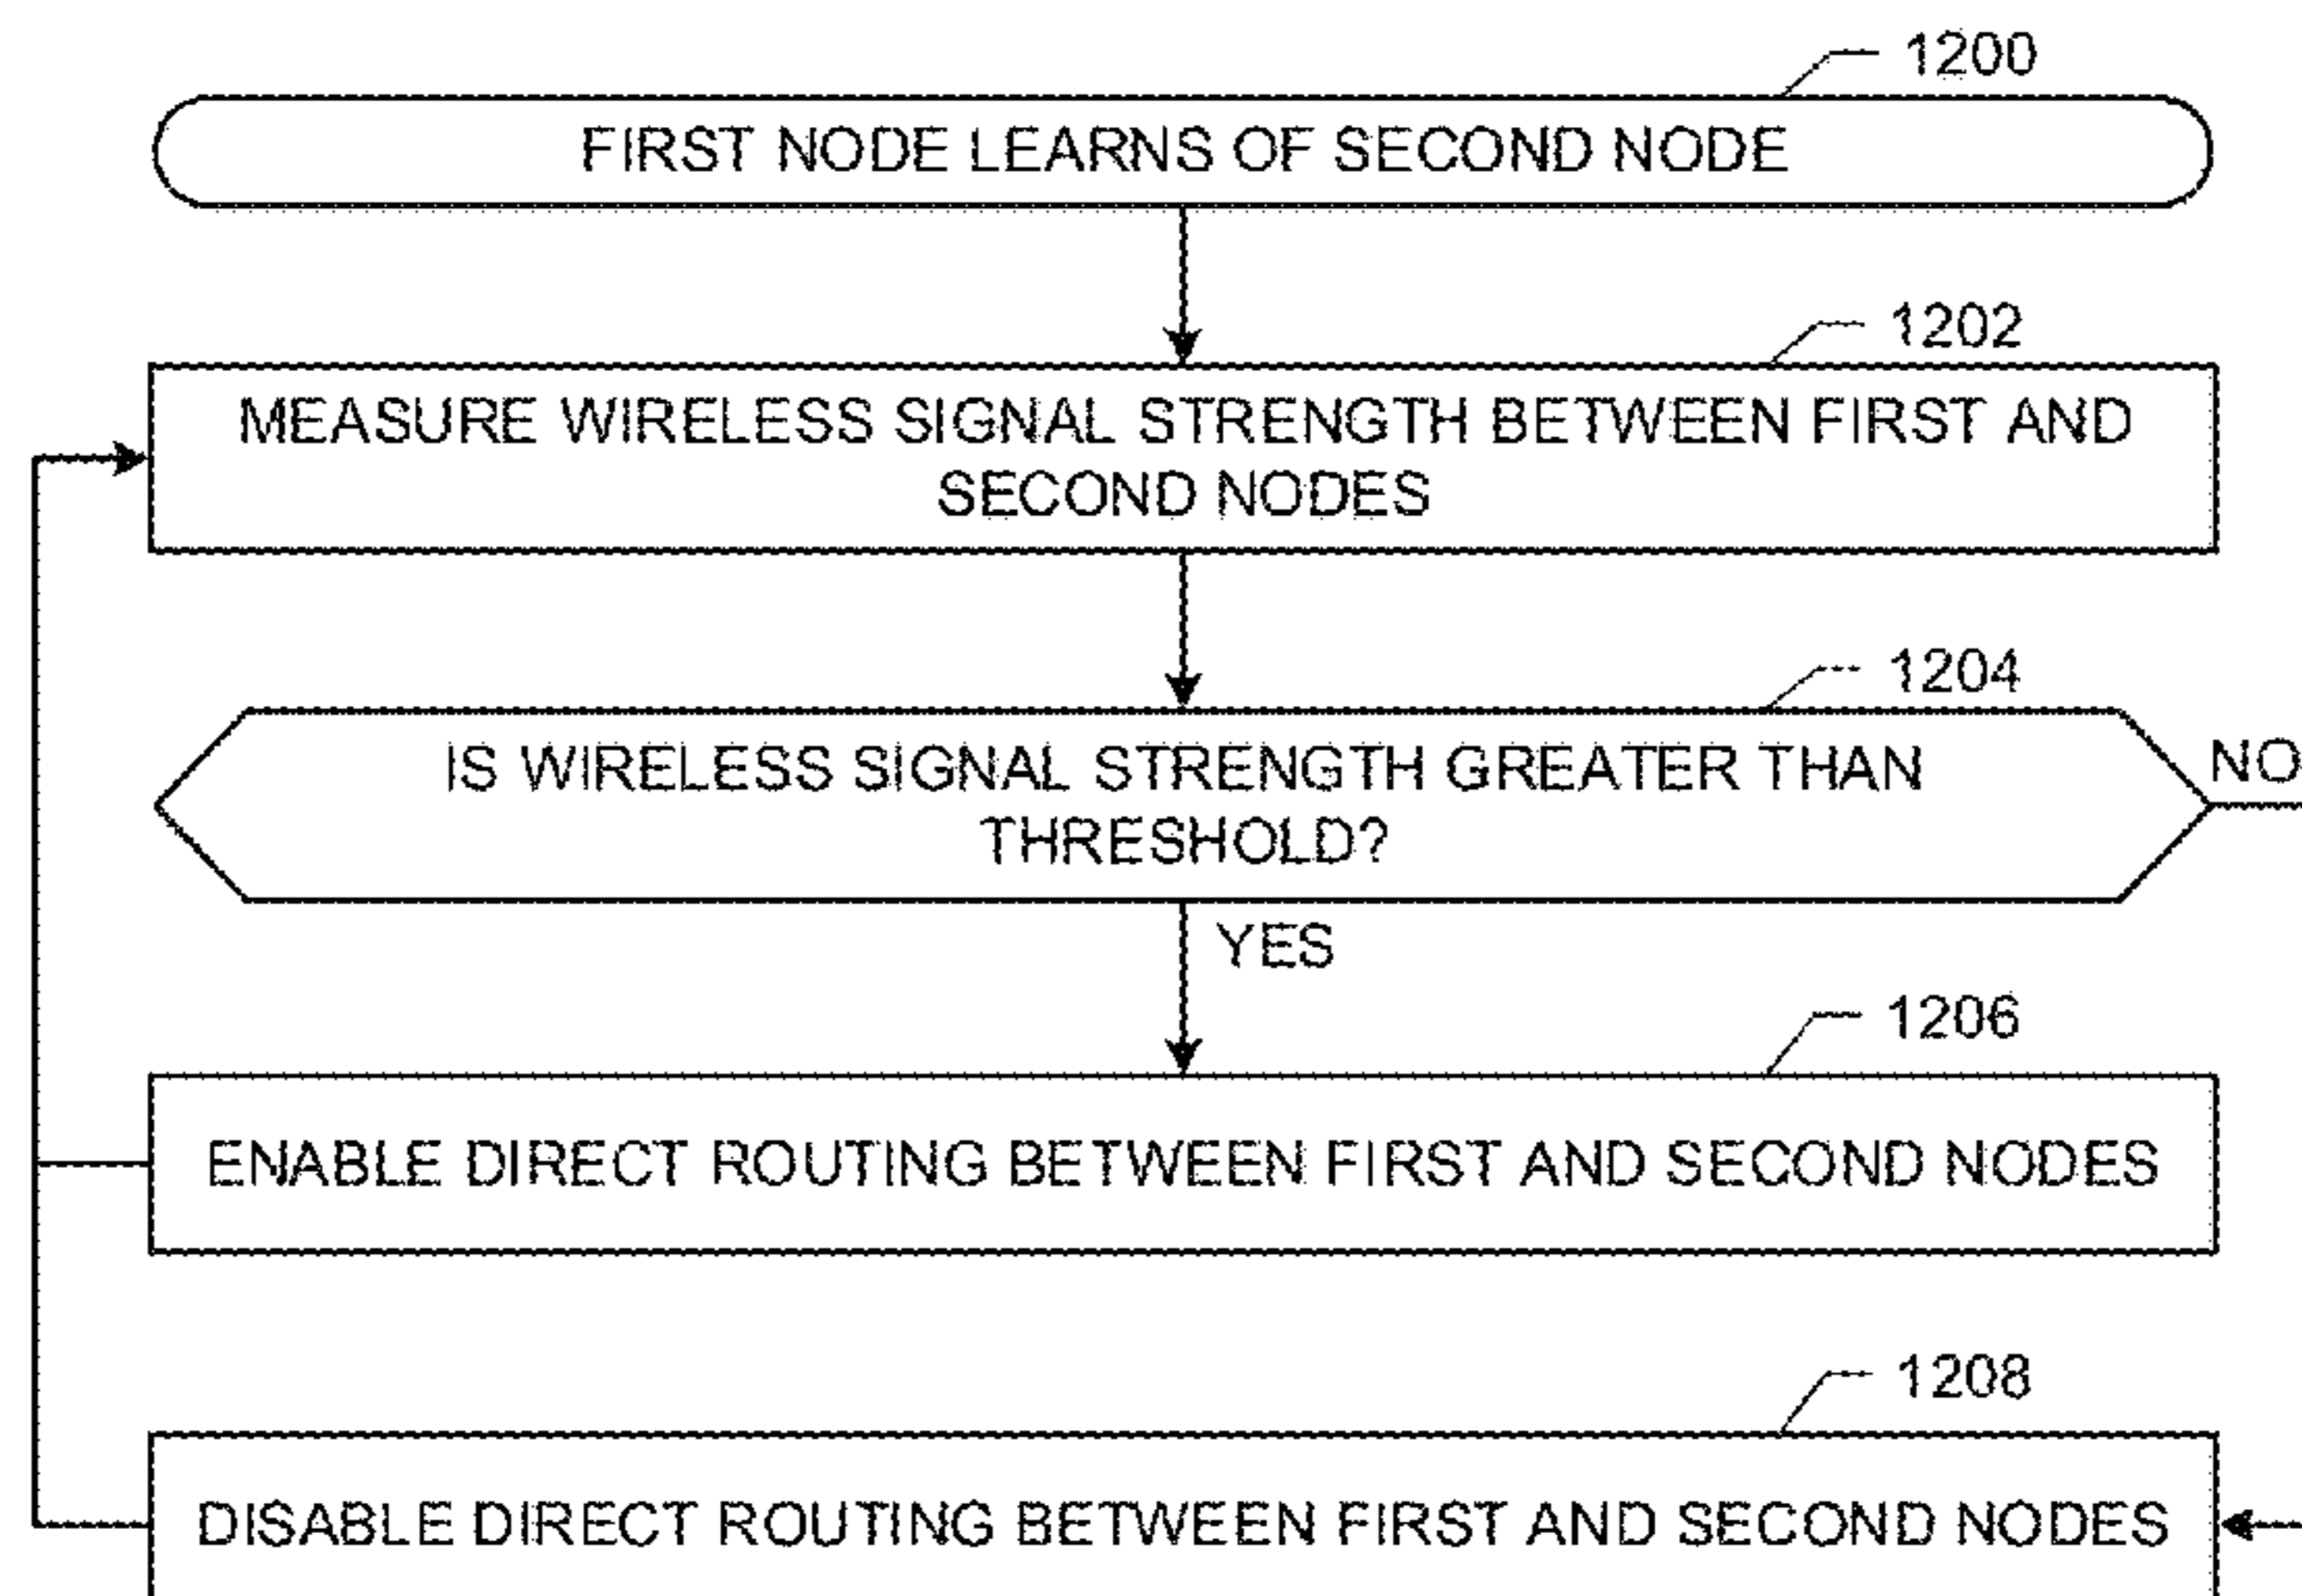 1200
FIRST NODE LEARNS OF SECOND NODE
1202
MEASURE WIRELESS SIGNAL STRENGTH BETWEEN FIRST AND
SECOND NODES
1204
IS WIRELESS SIGNAL STRENGTH GREATER THAN
THRESHOLD?
NO
YES
1206
ENABLE DIRECT ROUTING BETWEEN FIRST AND SECOND NODES
1208
DISABLE DIRECT ROUTING BETWEEN FIRST AND SECOND NODES